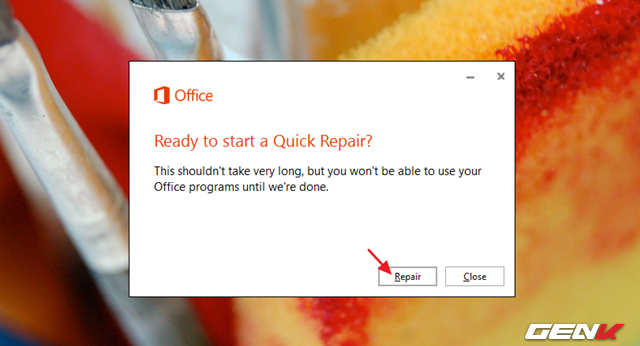 Office
Ready to start a Quick Repair?
This shouldn't take very long, but you won't be able to use your
Office programs until we're done.
Repair
Close
GENK